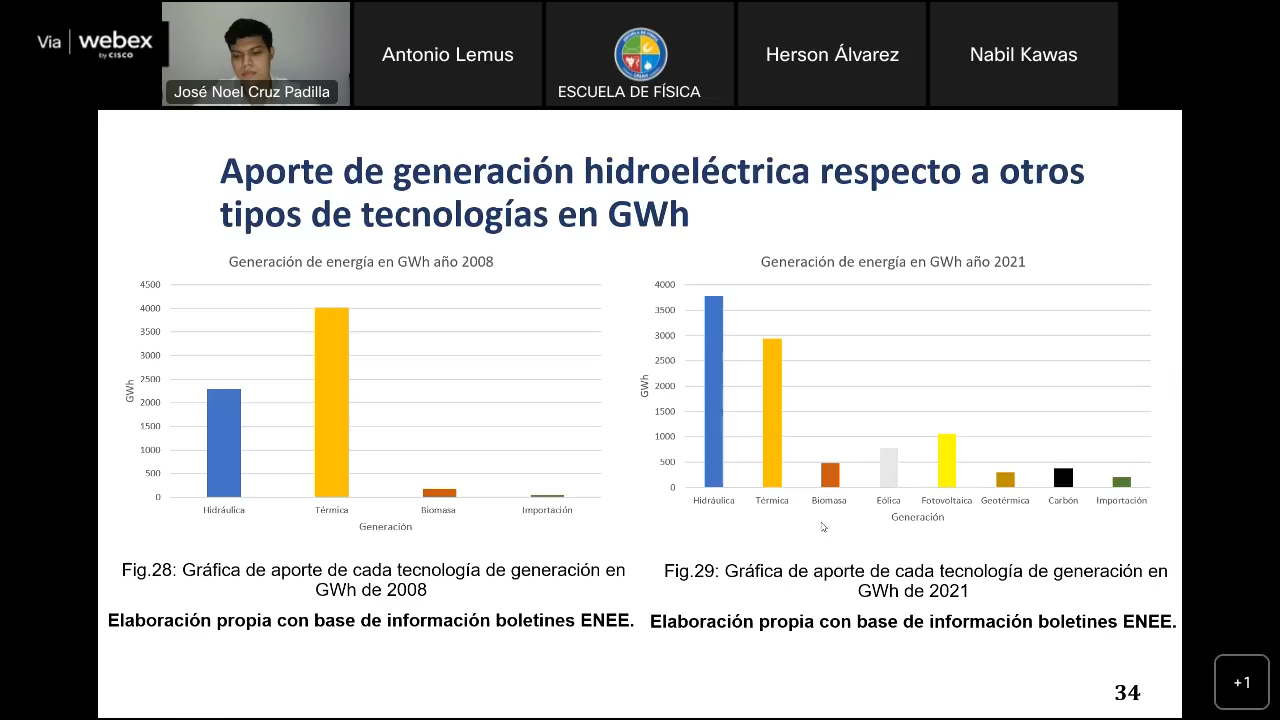 Via webex
by CISCO
José Noel Cruz Padilla
Antonio Lemus
ESCUELA DE FÍSICA
Herson Álvarez
Nabil Kawas
Aporte de generación hidroeléctrica respecto a otros
tipos de tecnologías en GWh
Generación de energía en GWh año 2008
4500
4000
3500
3000
2500
2000
1500
1000
500
0
GWh
Hidráulica Térmica Biomasa Importación
Generación
Fig.28: Gráfica de aporte de cada tecnología de generación en
GWh de 2008
Elaboración propia con base de información boletines ENEE.
Generación de energía en GWh año 2021
4000
3500
3000
2500
2000
1500
1000
500
0
GWh
Hidráulica Térmica Biomasa Eólica Fotovoltaica Geotérmica Carbón Importación
Generación
Fig.29: Gráfica de aporte de cada tecnología de generación en
GWh de 2021
Elaboración propia con base de información boletines ENEE.
34
+1